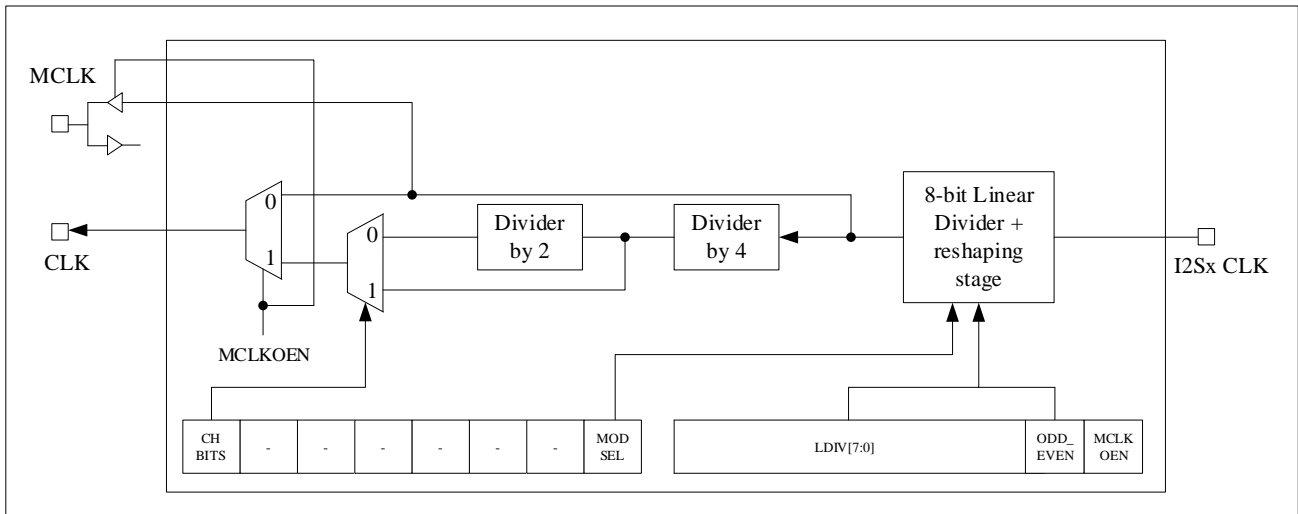 MCLK
0
1
CLK
MCLKOEN
0
1
Divider
by 2
Divider
by 4
8-bit Linear
Divider +
reshaping
stage
I2Sx CLK
CH
BITS
-
-
-
-
-
-
MOD
SEL
LDIV[7:0]
ODD_
EVEN
MCLK
OEN